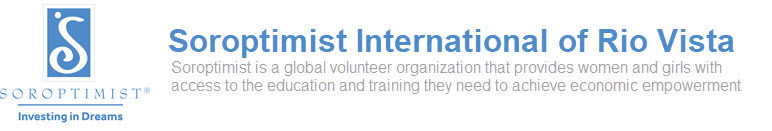 Soroptimist International of Rio Vista
Soroptimist is a global volunteer organization that provides women and girls with
access to the education and training they need to achieve economic empowerment
S
SOROPTIMIST®
Investing in Dreams